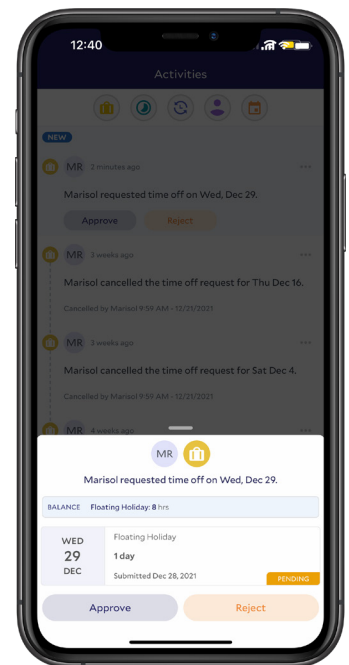 12:40
Activities
NEW
MR 2 minutes ago
Marisol requested time off on Wed, Dec 29.
Approve Reject
MR 3 weeks ago
Marisol cancelled the time off request for Thu Dec 16.
Cancelled by Marisol 9:59 AM - 12/21/2021
MR 3 weeks ago
Marisol cancelled the time off request for Sat Dec 4.
Cancelled by Marisol 9:59 AM - 12/21/2021
MR 4 weeks ago
MR
Marisol requested time off on Wed, Dec 29.
BALANCE Floating Holiday: 8 hrs
WED
29
DEC
Floating Holiday
1 day
Submitted Dec 28, 2021
PENDING
Approve Reject